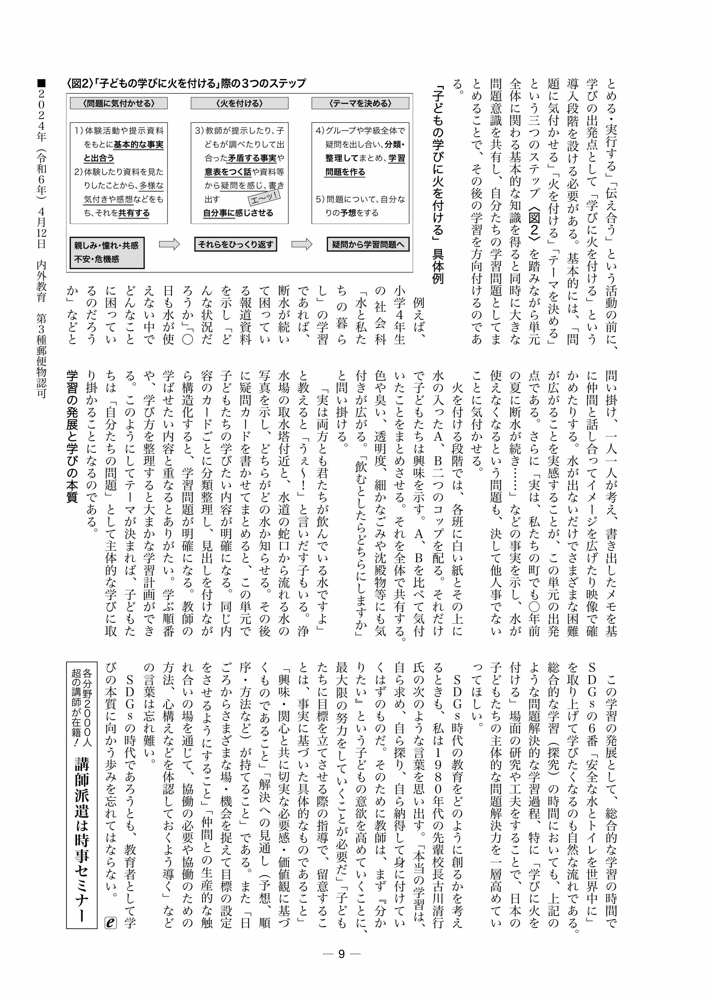 とめる・実行する」「伝え合う」という活動の前に、
学びの出発点として「学びに火を付ける」という
導入段階を設ける必要がある。基本的には、「問
題に気付かせる」「火を付ける」「テーマを決める」
という三つのステップ〈図2〉を踏みながら単元
全体に関わる基本的な知識を得ると同時に大きな
問題意識を共有し、自分たちの学習問題としてま
とめることで、その後の学習を方向付けるのであ
る。
「子どもの学びに火を付ける」具体例
〈図2〉「子どもの学びに火を付ける」際の3つのステップ
〈問題に気付かせる〉
1)体験活動や提示資料
をもとに基本的な事実
と出合う
2)体験したり資料を見た
りしたことから、多様な
気付きや感想などをも
ち、それを共有する
親しみ・憧れ・共感
不安・危機感
〈火を付ける〉
3)教師が提示したり、子
どもが調べたりして出
合った矛盾する事実や
意表をつく話や資料等
から疑問を感じ、書き
出す
エ〜ッ!
自分事に感じさせる
それらをひっくり返す
〈テーマを決める〉
4)グループや学級全体で
疑問を出し合い、分類・
整理してまとめ、学習
問題を作る
5)問題について、自分な
りの予想をする
疑問から学習問題へ
例えば、
小学4年生
の社会科
「水と私た
ちの暮ら
し」の学習
であれば、
断水が続い
て困ってい
る報道資料
を示し「ど
んな状況だ
ろうか」「〇
日も水が使
えない中で
どんなこと
に困ってい
るのだろう
か」などと
問い掛け、一人一人が考え、書き出したメモを基
に仲間と話し合ってイメージを広げたり映像で確
かめたりする。水が出ないだけでさまざまな困難
が広がることを実感することが、この単元の出発
点である。さらに「実は、私たちの町でも〇年前
の夏に断水が続き……」などの事実を示し、水が
使えなくなるという問題も、決して他人事でない
ことに気付かせる。
火を付ける段階では、各班に白い紙とその上に
水の入ったA、B二つのコップを配る。それだけ
で子どもたちは興味を示す。A、Bを比べて気付
いたことをまとめさせる。それを全体で共有する。
色や臭い、透明度、細かなごみや沈殿物等にも気
付きが広がる。「飲むとしたらどちらにしますか」
と問い掛ける。
「実は両方とも君たちが飲んでいる水ですよ」
と教えると「うぇ〜!」と言いだす子もいる。浄
水場の取水塔付近と、水道の蛇口から流れる水の
写真を示し、どちらがどの水か知らせる。その後
に疑問カードを書かせてまとめると、この単元で
子どもたちの学びたい内容が明確になる。同じ内
容のカードごとに分類整理し、見出しを付けなが
ら構造化すると、学習問題が明確になる。教師の
学ばせたい内容と重なるとありがたい。学ぶ順番
や、学び方を整理すると大まかな学習計画ができ
る。このようにしてテーマが決まれば、子どもた
ちは「自分たちの問題」として主体的な学びに取
り掛かることになるのである。
学習の発展と学びの本質
この学習の発展として、総合的な学習の時間で
SDGsの6番「安全な水とトイレを世界中に」
を取り上げて学びたくなるのも自然な流れである。
総合的な学習(探究)の時間においても、上記の
ような問題解決的な学習過程、特に「学びに火を
付ける」場面の研究や工夫をすることで、日本の
子どもたちの主体的な問題解決力を一層高めてい
ってほしい。
SDGs時代の教育をどのように創るかを考え
るときも、私は1980年代の先輩校長古川清行
氏の次のような言葉を思い出す。「本当の学習は、
自ら求め、自ら探り、自ら納得して身に付けてい
くはずのものだ。そのために教師は、まず『分か
りたい』という子どもの意欲を高めていくことに、
最大限の努力をしていくことが必要だ」「子ども
たちに目標を立てさせる際の指導で、留意するこ
とは、事実に基づいた具体的なものであること」
「興味・関心と共に切実な必要感・価値観に基づ
くものであること」「解決への見通し(予想、順
序・方法など)が持てること」である。また「日
ごろからさまざまな場・機会を捉えて目標の設定
をさせるようにすること」「仲間との生産的な触
れ合いの場を通じて、協働の必要や協働のための
方法、心構えなどを体認しておくよう導く」など
の言葉は忘れ難い。
SDGsの時代であろうとも、教育者として学
びの本質に向かう歩みを忘れてはならない。 e
各分野2000人
超の講師が在籍!
講師派遣は時事セミナー
■2024年(令和6年)4月12日 内外教育 第3種郵便物認可
― 9 ―